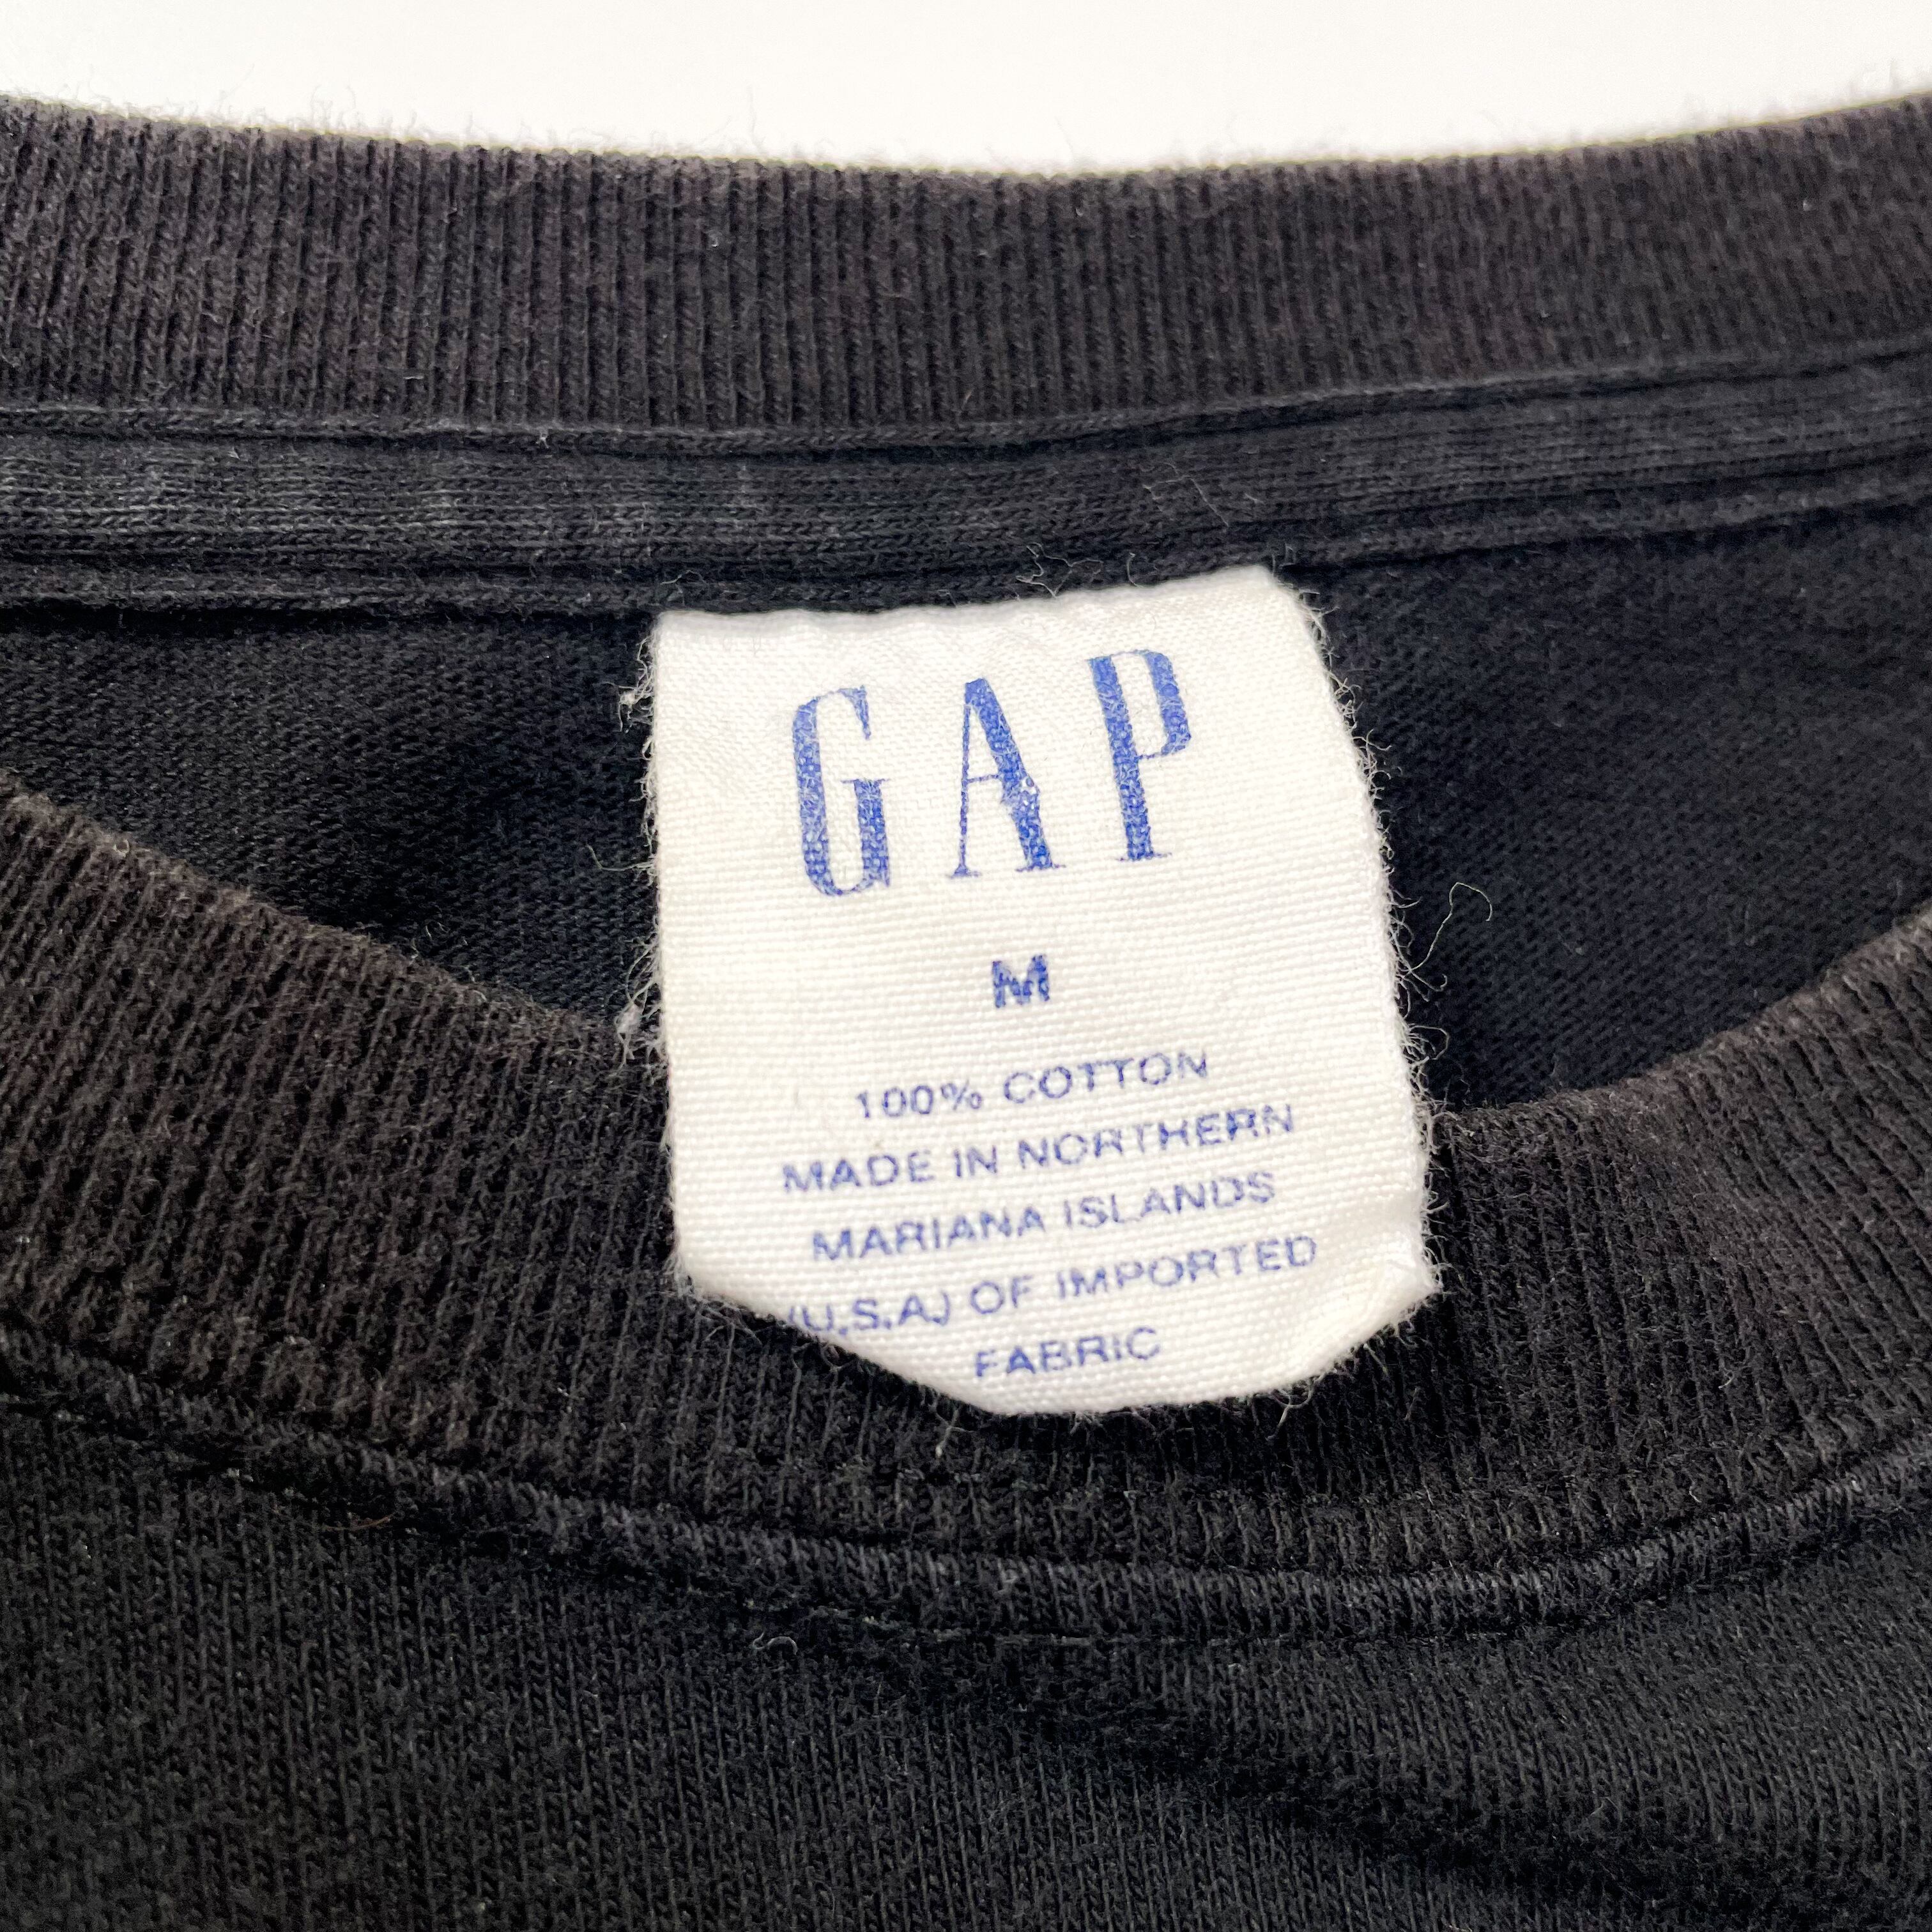 GAP
M
100% COTTON
MADE IN NORTHERN
MARIANA ISLANDS
(U.S.A.) OF IMPORTED
FABRIC